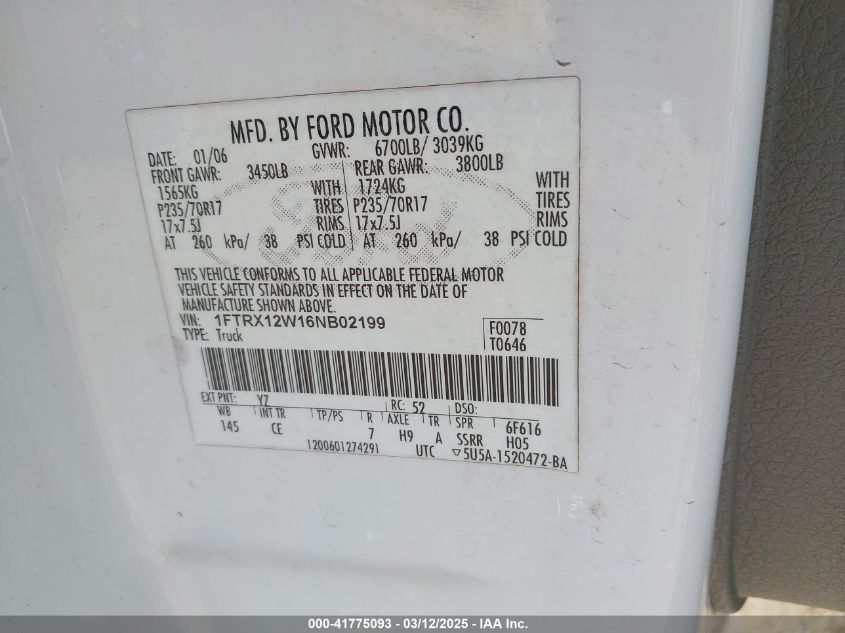 MFD. BY FORD MOTOR CO.
DATE: 01/06 GVWR: 6700LB/ 3039KG
FRONT GAWR: 3450LB REAR GAWR: 3800LB
1565KG WITH 1724KG WITH
P235/70R17 TIRES P235/70R17 TIRES
17x7.5J RIMS 17x7.5J RIMS
AT 260 kPa/ 38 PSI COLD AT 260 kPa/ 38 PSI COLD
Ford
THIS VEHICLE CONFORMS TO ALL APPLICABLE FEDERAL MOTOR
VEHICLE SAFETY STANDARDS IN EFFECT ON THE DATE OF
MANUFACTURE SHOWN ABOVE.
VIN: 1FTRX12W16NB02199 F0078
TYPE: Truck T0646
EXT PNT: YZ RC: 52 DSO:
WB INT TR TP/PS R AXLE TR SPR 6F616
145 CE 7 H9 A SSRR H05
1200601274291 UTC ▽5U5A-1520472-BA
000-41775093 - 03/12/2025 - IAA Inc.